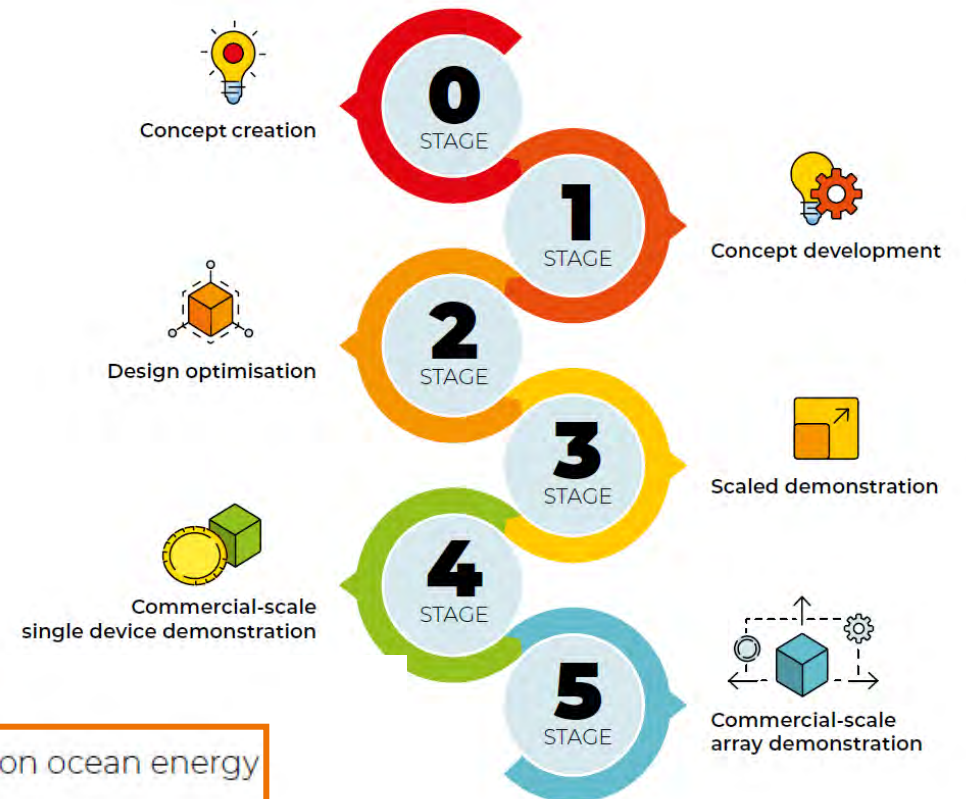 0
STAGE
Concept creation
1
STAGE
Concept development
2
STAGE
Design optimisation
3
STAGE
Scaled demonstration
4
STAGE
Commercial-scale
single device demonstration
5
STAGE
Commercial-scale
array demonstration
on ocean energy